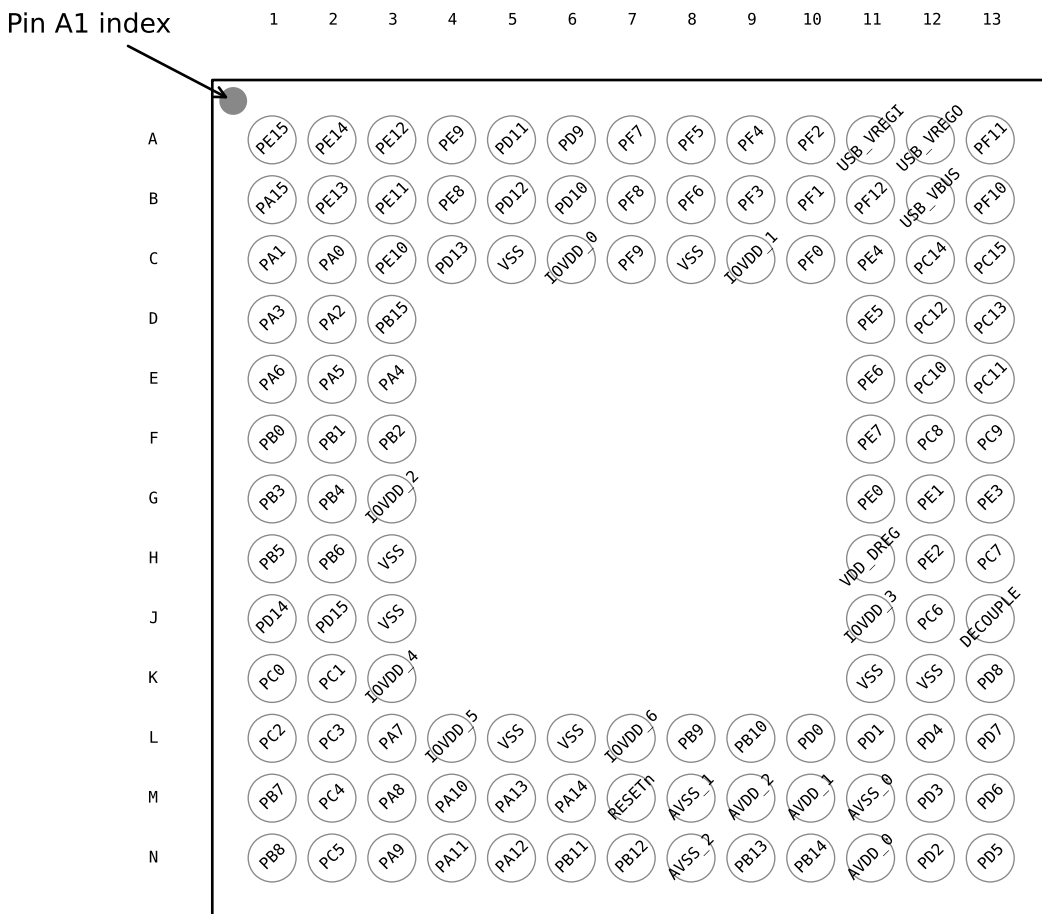 Pin A1 index
1 2 3 4 5 6 7 8 9 10 11 12 13
A PE15 PE14 PE12 PE9 PD11 PD9 PF7 PF5 PF4 PF2 USB_VREGI USB_VREGO PF11
B PA15 PE13 PE11 PE8 PD12 PD10 PF8 PF6 PF3 PF1 PF12 USB_VBUS PF10
C PA1 PA0 PE10 PD13 VSS IOVDD_0 PF9 VSS IOVDD_1 PF0 PE4 PC14 PC15
D PA3 PA2 PB15 PE5 PC12 PC13
E PA6 PA5 PA4 PE6 PC10 PC11
F PB0 PB1 PB2 PE7 PC8 PC9
G PB3 PB4 IOVDD_2 PE0 PE1 PE3
H PB5 PB6 VSS VDD_DREG PE2 PC7
J PD14 PD15 VSS IOVDD_3 PC6 DECOUPLE
K PC0 PC1 IOVDD_4 VSS VSS PD8
L PC2 PC3 PA7 IOVDD_5 VSS VSS IOVDD_6 PB9 PB10 PD0 PD1 PD4 PD7
M PB7 PC4 PA8 PA10 PA13 PA14 RESETn AVSS_1 AVDD_2 AVDD_1 AVSS_0 PD3 PD6
N PB8 PC5 PA9 PA11 PA12 PB11 PB12 AVSS_2 PB13 PB14 AVDD_0 PD2 PD5